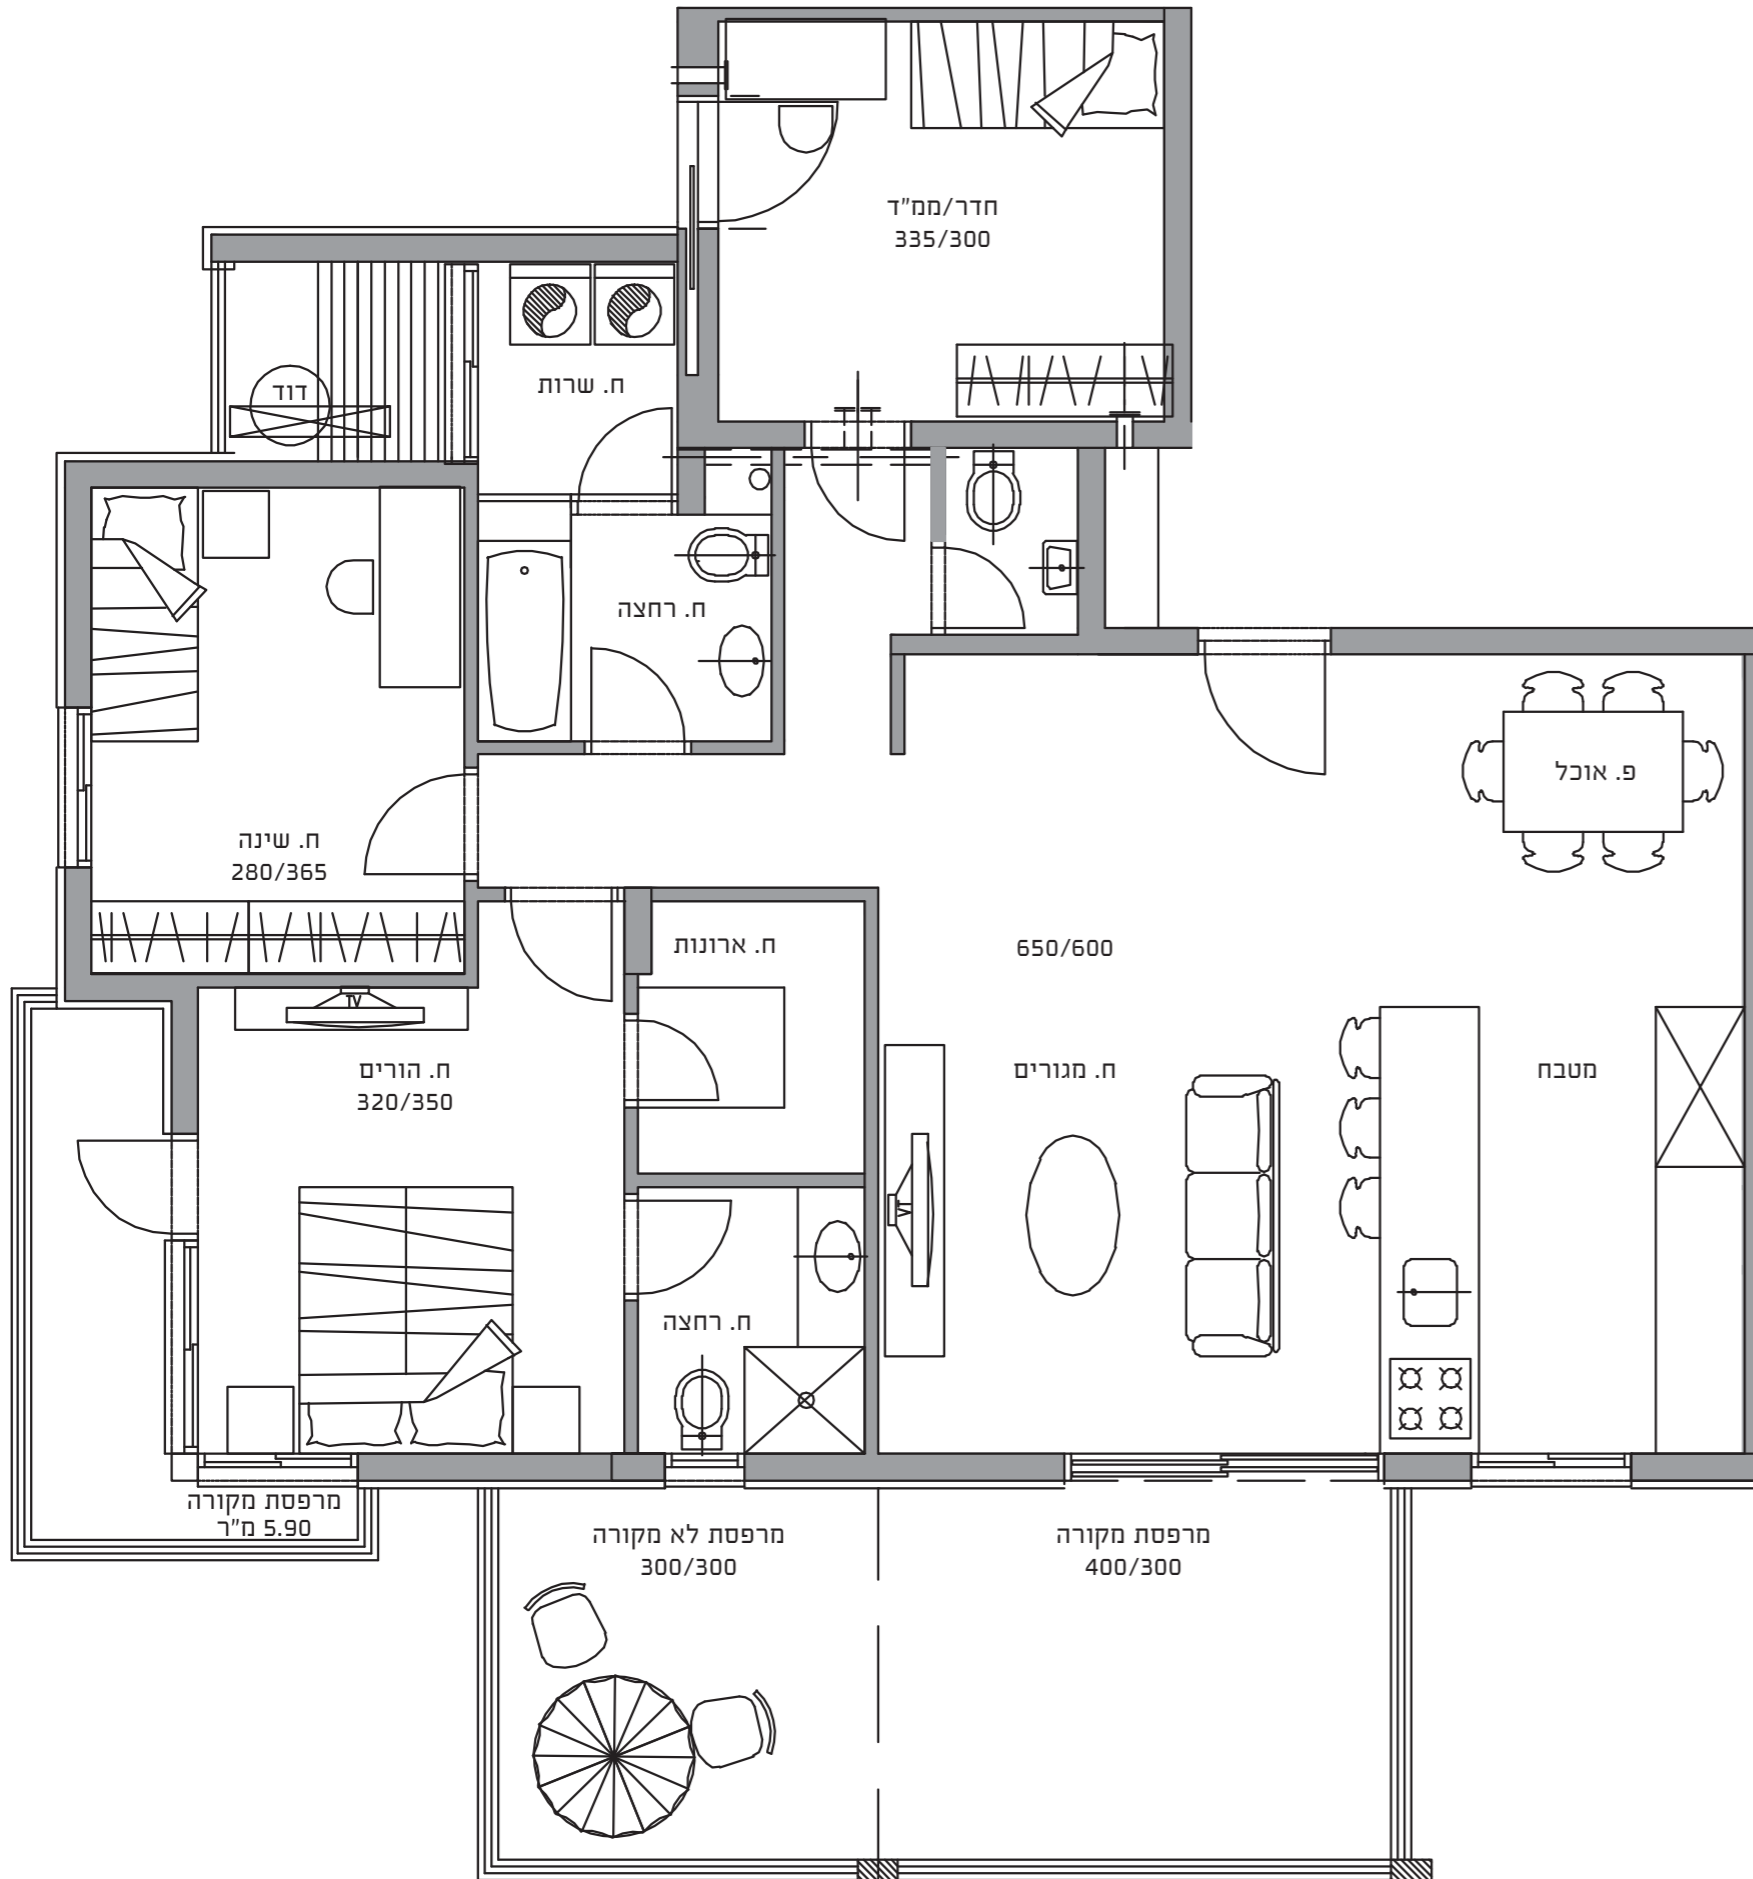 חדר/ממ"ד
335/300
ח. שרות
דוד
ח. רחצה
פ. אוכל
ח. שינה
280/365
ח. ארונות
650/600
TV
ח. הורים
320/350
ח. מגורים
מטבח
TV
ח. רחצה
מרפסת מקורה
5.90 מ"ר
מרפסת לא מקורה
300/300
מרפסת מקורה
400/300